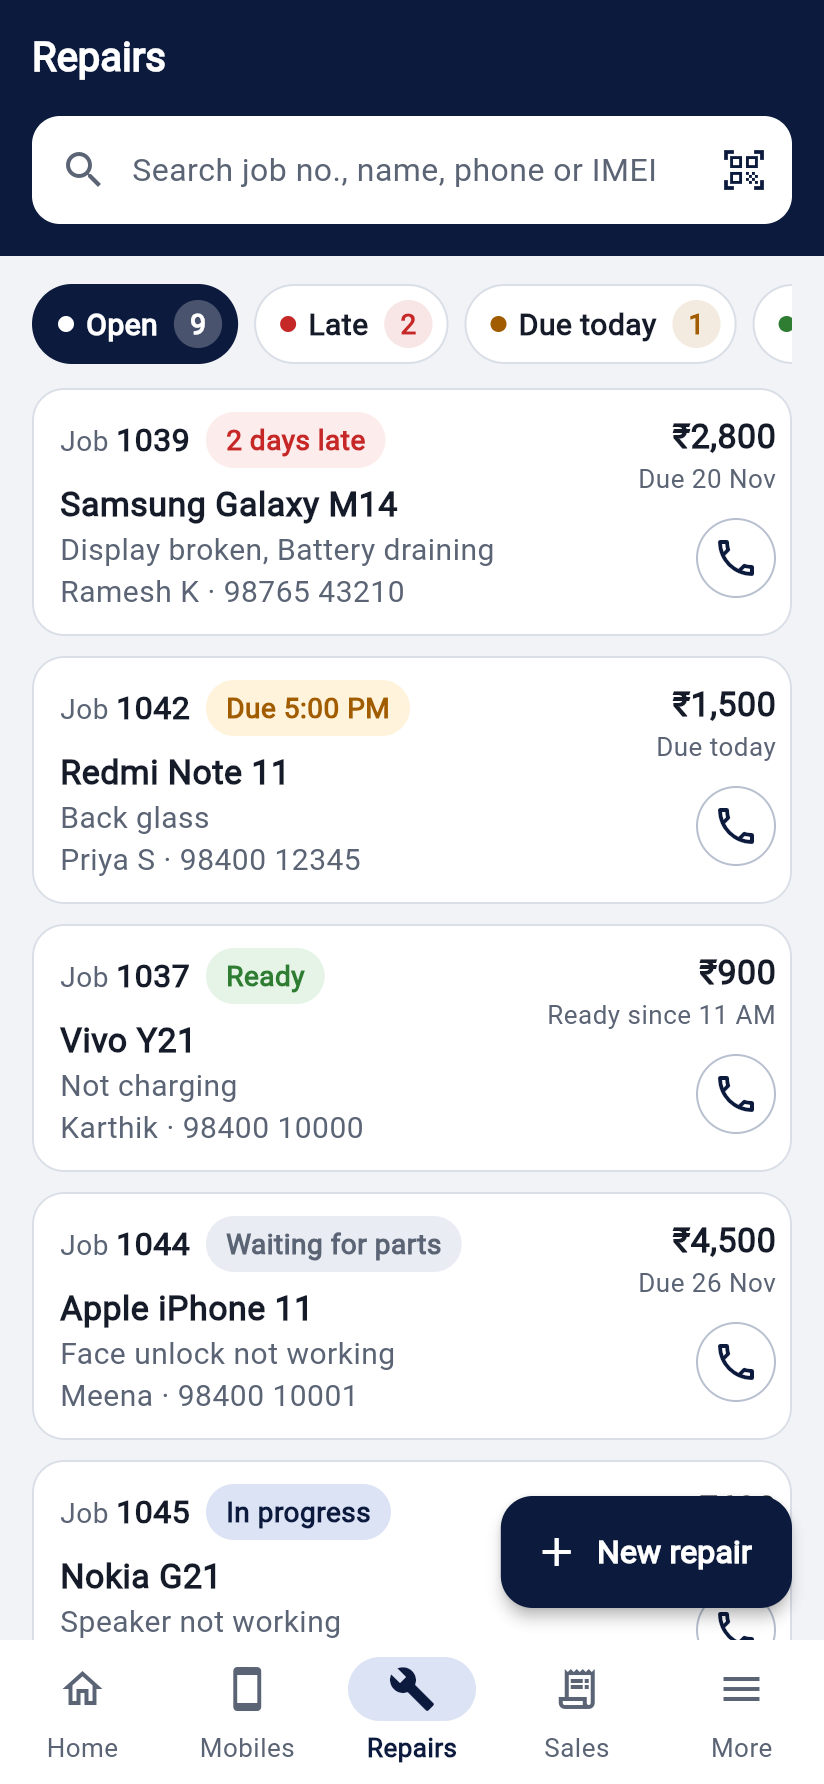 Repairs
Search job no., name, phone or IMEI
Open 9 Late 2 Due today 1
Job 1039 2 days late ₹2,800
Due 20 Nov
Samsung Galaxy M14
Display broken, Battery draining
Ramesh K · 98765 43210
Job 1042 Due 5:00 PM ₹1,500
Due today
Redmi Note 11
Back glass
Priya S · 98400 12345
Job 1037 Ready ₹900
Ready since 11 AM
Vivo Y21
Not charging
Karthik · 98400 10000
Job 1044 Waiting for parts ₹4,500
Due 26 Nov
Apple iPhone 11
Face unlock not working
Meena · 98400 10001
Job 1045 In progress
New repair
Nokia G21
Speaker not working
Home Mobiles Repairs Sales More